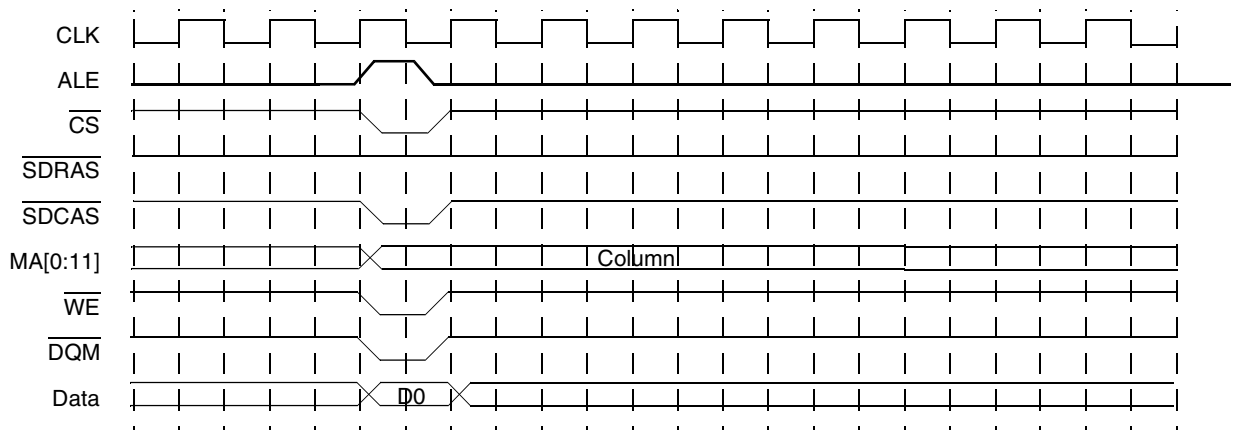 CLK
ALE
CS
SDRAS
SDCAS
MA[0:11] Column
WE
DQM
Data D0